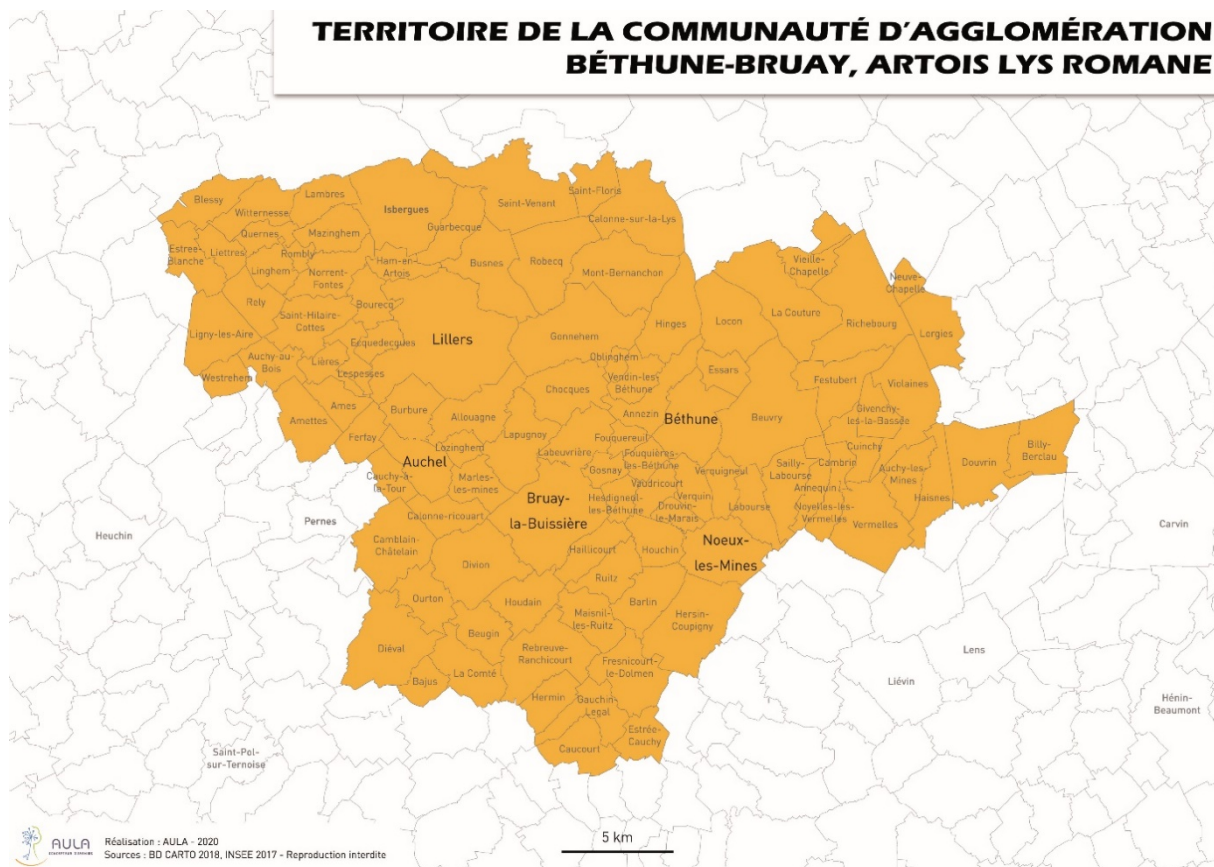 TERRITOIRE DE LA COMMUNAUTÉ D'AGGLOMÉRATION
BÉTHUNE-BRUAY, ARTOIS LYS ROMANE
Blessy
Lambres
Witternesse
Isbergues
Saint-Venant
Saint-Floris
Calonne-sur-la-Lys
Guarbecque
Quernes
Mazinghem
Estrée-
Blanche
Liettres
Rombly
Linghem
Norrent-
Fontes
Ham-en-
Artois
Busnes
Robecq
Mont-Bernanchon
Vieille-
Chapelle
Neuve-
Chapelle
Rely
Bourecq
Saint-Hilaire-
Cottes
Ligny-les-Aire
Ecquedecques
Lillers
Gonnehem
Hinges
Locon
La Couture
Richebourg
Lorgies
Auchy-au-
Bois
Lières
Lespesses
Westrehem
Oblinghem
Vendin-les-
Béthune
Essars
Festubert
Violaines
Chocques
Ames
Amettes
Burbure
Allouagne
Annezin
Béthune
Beuvry
Givenchy-
les-la-Bassée
Ferfay
Lozinghem
Lapugnoy
Fouquereuil
Labeuvrière
Fouquières-
les-Béthune
Cuinchy
Auchel
Gosnay
Verquigneul
Sailly-
Labourse
Cambrin
Auchy-les-
Mines
Douvrin
Billy-
Berclau
Cauchy-à-
la-Tour
Marles-
les-mines
Vaudricourt
Annequin
Haisnes
Bruay-
la-Buissière
Hesdigneul-
les-Béthune
Verquin
Drouvin-
le-Marais
Labourse
Noyelles-les-
Vermelles
Vermelles
Calonne-ricouart
Pernes
Heuchin
Carvin
Camblain-
Châtelain
Divion
Haillicourt
Houchin
Noeux-
les-Mines
Ruitz
Ourton
Houdain
Barlin
Maisnil-
les-Ruitz
Hersin-
Coupigny
Beugin
Diéval
Rebreuve-
Ranchicourt
Fresnicourt-
le-Dolmen
Lens
Bajus
La Comté
Liévin
Hermin
Gauchin-
Legal
Hénin-
Beaumont
Estrée-
Cauchy
Caucourt
Saint-Pol-
sur-Ternoise
AULA
Réalisation : AULA - 2020
Sources : BD CARTO 2018, INSEE 2017 - Reproduction interdite
5 km